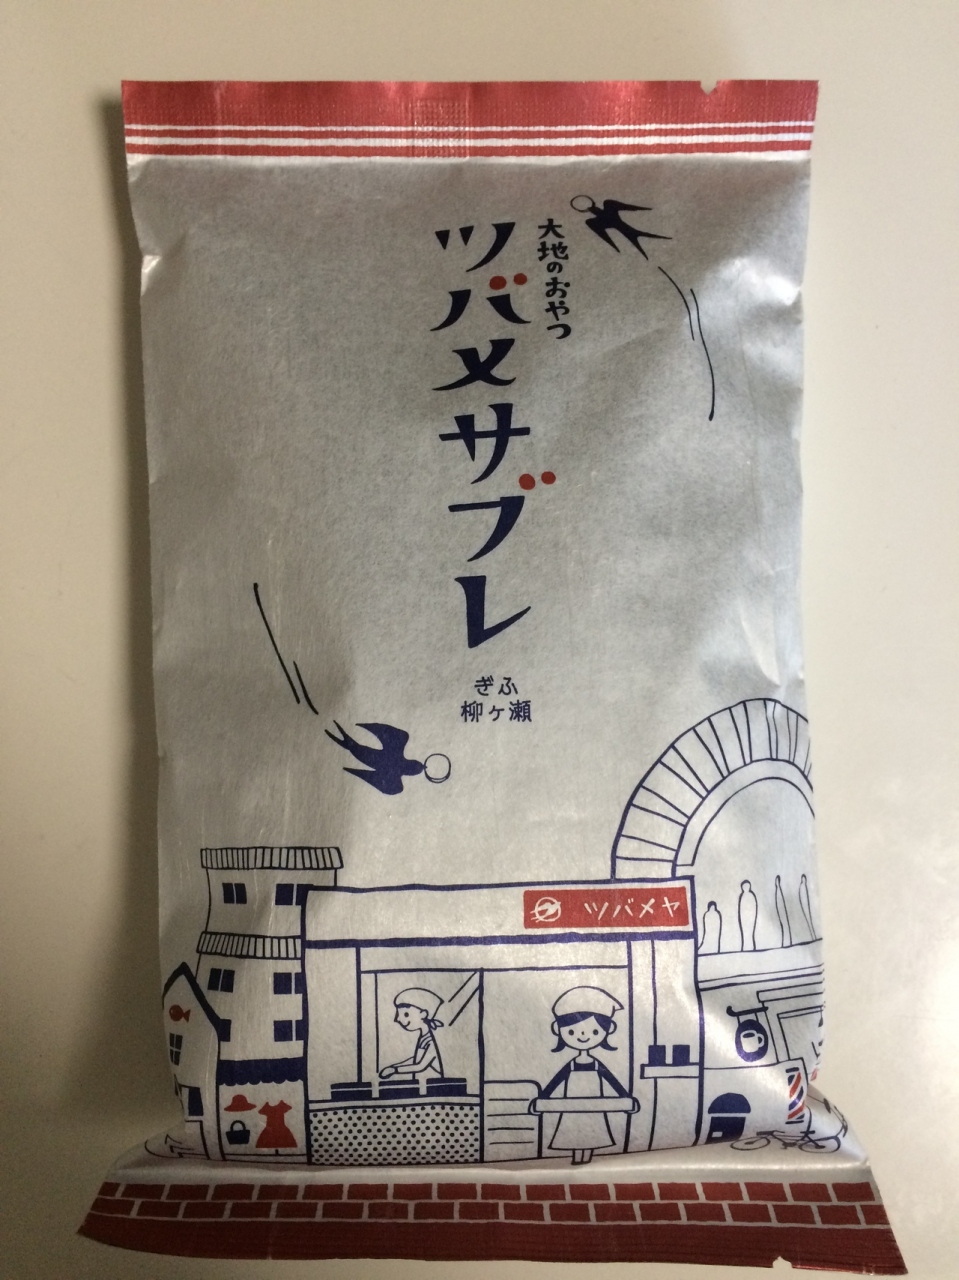 大地のおやつ
ツバメサブレ
ぎふ
柳ヶ瀬
ツバメヤ